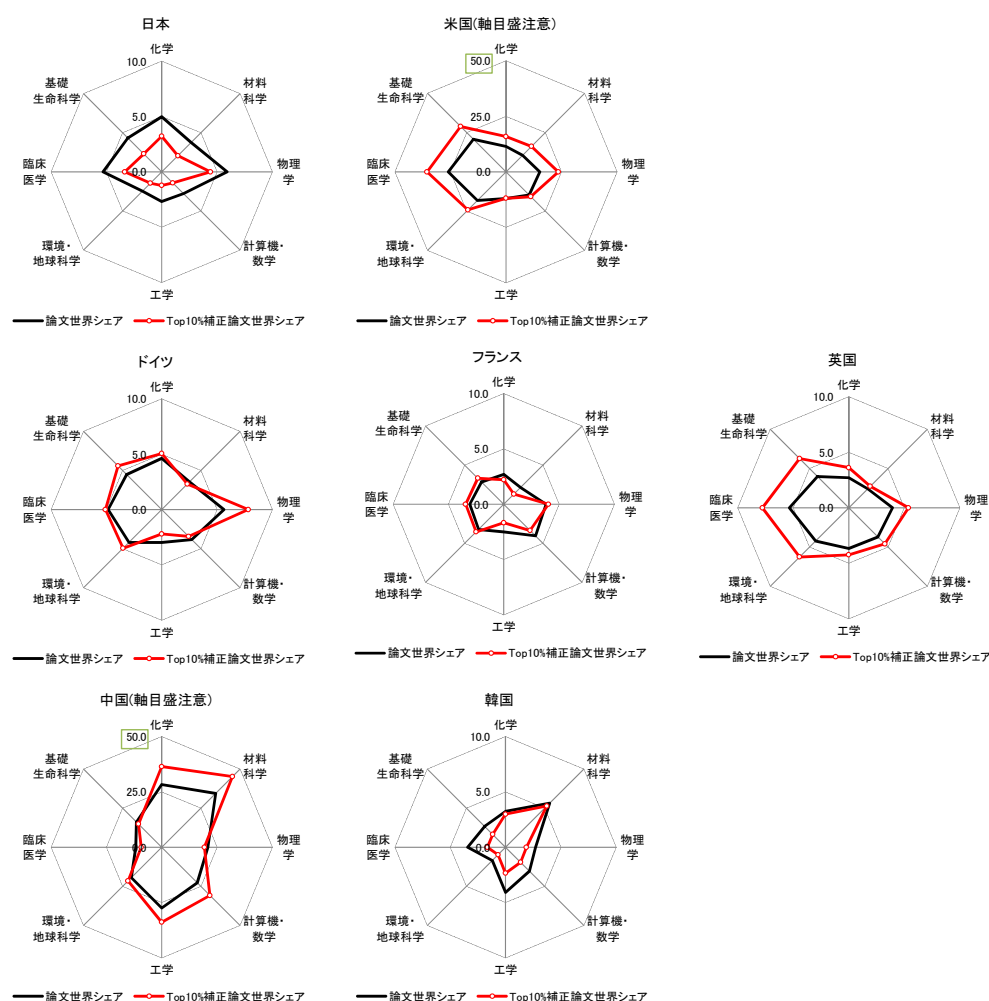 日本
化学
10.0
5.0
0.0
材料
科学
物理
学
計算機・
数学
工学
環境・
地球科学
臨床
医学
基礎
生命科学
論文世界シェア
Top10%補正論文世界シェア
米国(軸目盛注意)
化学
50.0
25.0
0.0
材料
科学
物理
学
計算機・
数学
工学
環境・
地球科学
臨床
医学
基礎
生命科学
論文世界シェア
Top10%補正論文世界シェア
ドイツ
化学
10.0
5.0
0.0
材料
科学
物理
学
計算機・
数学
工学
環境・
地球科学
臨床
医学
基礎
生命科学
論文世界シェア
Top10%補正論文世界シェア
フランス
化学
10.0
5.0
0.0
材料
科学
物理
学
計算機・
数学
工学
環境・
地球科学
臨床
医学
基礎
生命科学
論文世界シェア
Top10%補正論文世界シェア
英国
化学
10.0
5.0
0.0
材料
科学
物理
学
計算機・
数学
工学
環境・
地球科学
臨床
医学
基礎
生命科学
論文世界シェア
Top10%補正論文世界シェア
中国(軸目盛注意)
化学
50.0
25.0
0.0
材料
科学
物理
学
計算機・
数学
工学
環境・
地球科学
臨床
医学
基礎
生命科学
論文世界シェア
Top10%補正論文世界シェア
韓国
化学
10.0
5.0
0.0
材料
科学
物理
学
計算機・
数学
工学
環境・
地球科学
臨床
医学
基礎
生命科学
論文世界シェア
Top10%補正論文世界シェア